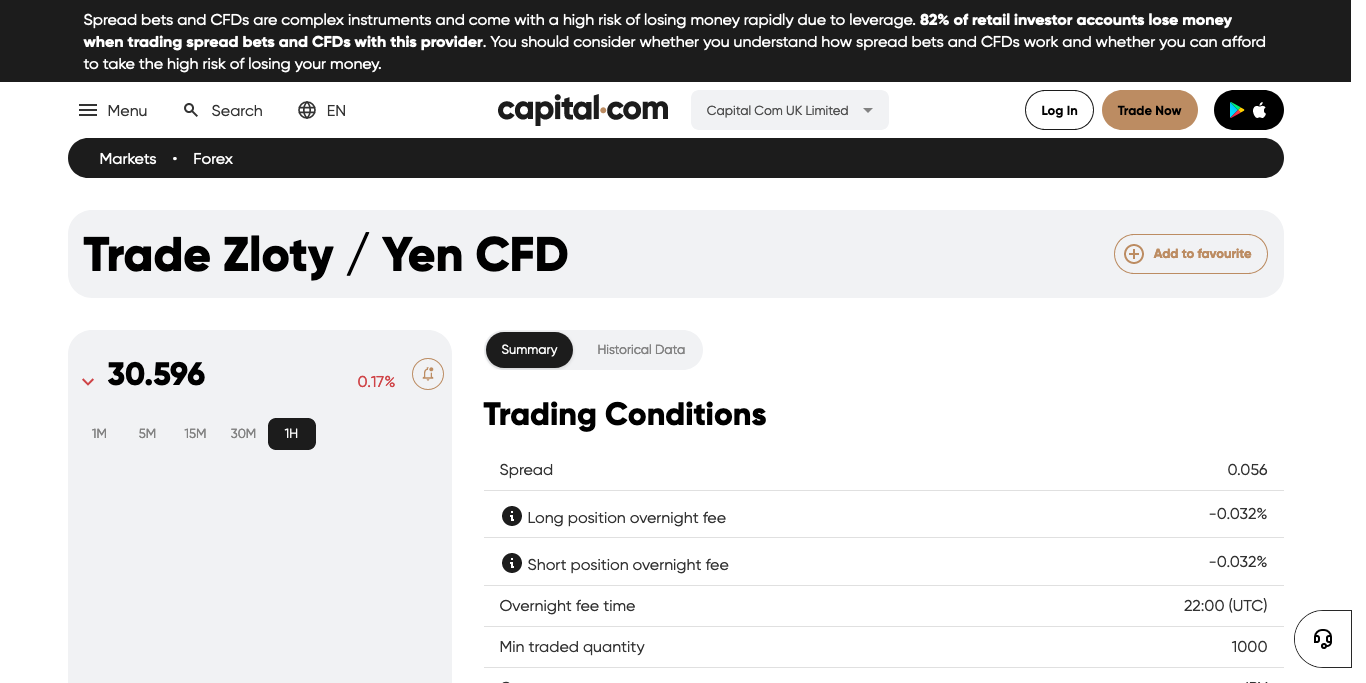 Spread bets and CFDs are complex instruments and come with a high risk of losing money rapidly due to leverage. 82% of retail investor accounts lose money
when trading spread bets and CFDs with this provider. You should consider whether you understand how spread bets and CFDs work and whether you can afford
to take the high risk of losing your money.
Menu Search EN capital.com Capital Com UK Limited Log In Trade Now
Markets • Forex
Trade Zloty / Yen CFD Add to favourite
30.596 0.17%
1M 5M 15M 30M 1H
Summary Historical Data
Trading Conditions
Spread 0.056
Long position overnight fee -0.032%
Short position overnight fee -0.032%
Overnight fee time 22:00 (UTC)
Min traded quantity 1000